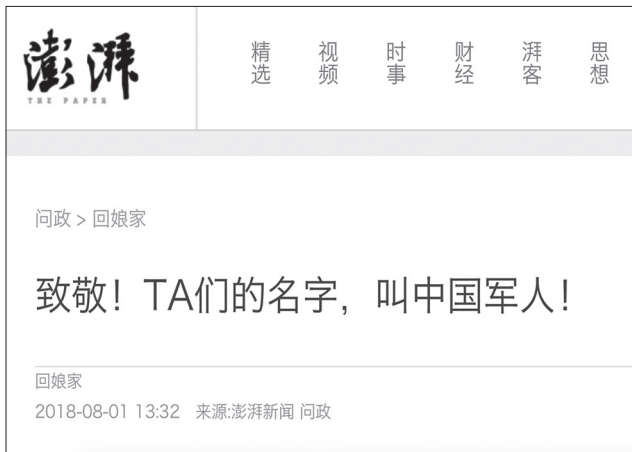 澎湃
THE PAPER
精选 视频 时事 财经 湃客 思想
问政 > 回娘家
致敬！TA们的名字，叫中国军人！
回娘家
2018-08-01 13:32 来源:澎湃新闻 问政